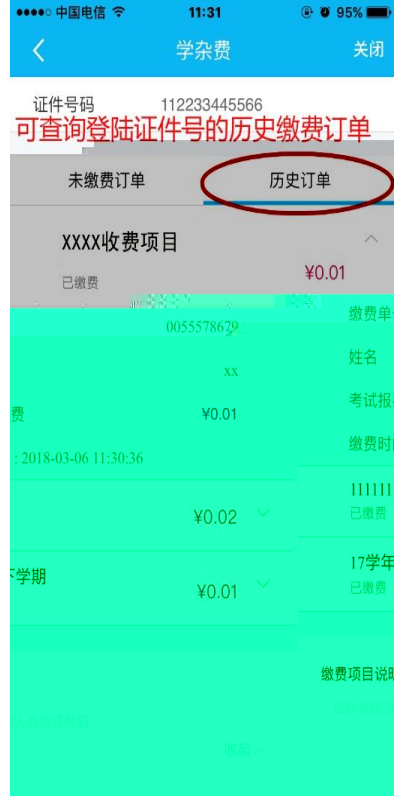 中国电信 11:31 95%
学杂费 关闭
证件号码 112233445566
可查询登陆证件号的历史缴费订单
未缴费订单 历史订单
XXXX收费项目
¥0.01
已缴费
缴费单
0055578679
姓名
xx
考试报
费 ¥0.01
缴费时
: 2018-03-06 11:30:36
111111
已缴费
¥0.02
17学年
下学期
已缴费
¥0.01
缴费项目说明
收起